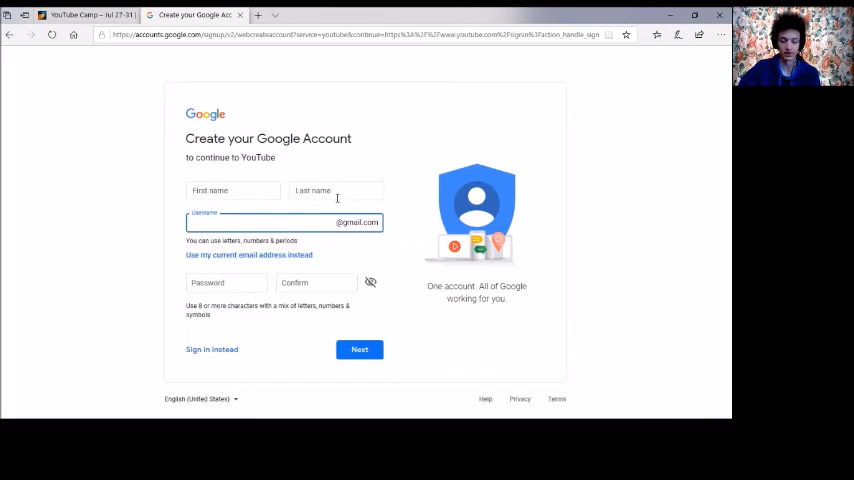 YouTube Camp – Jul 27-31
Create your Google Acc
https://accounts.google.com/signup/v2/webcreateaccount?service=youtube&continue=https%3A%2F%2Fwww.youtube.com%2Fsignin%3Faction_handle_sign
Google
Create your Google Account
to continue to YouTube
First name
Last name
Username
@gmail.com
You can use letters, numbers & periods
Use my current email address instead
Password
Confirm
Use 8 or more characters with a mix of letters, numbers &
symbols
One account. All of Google
working for you.
Sign in instead
Next
English (United States)
Help
Privacy
Terms